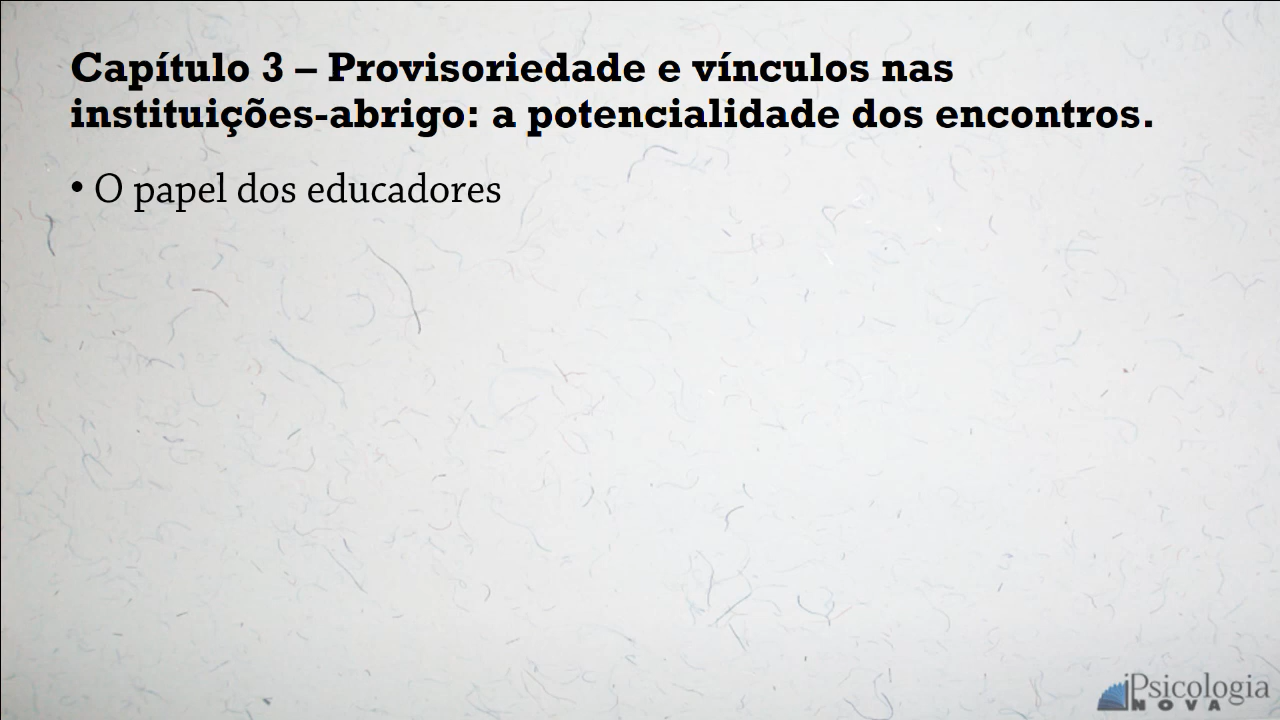 Capítulo 3 – Provisoriedade e vínculos nas
instituições-abrigo: a potencialidade dos encontros.
• O papel dos educadores
Psicologia
NOVA